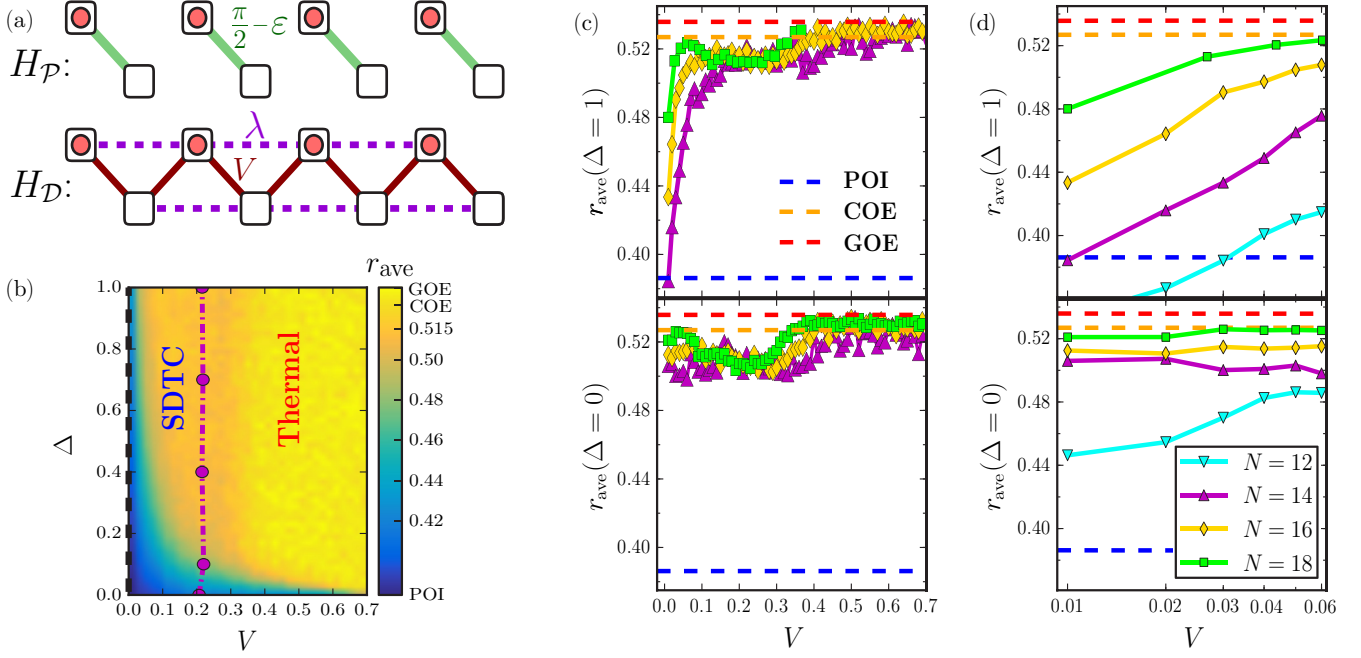 (a)
π/2−ε
H_P:
λ
V
H_D:
(b)
r_ave
GOE
COE
0.515
0.50
0.48
0.46
0.44
0.42
POI
1.0
0.8
0.6
0.4
0.2
0.0
Δ
SDTC
Thermal
0.0 0.1 0.2 0.3 0.4 0.5 0.6 0.7
V
(c)
r_ave(Δ = 1)
0.52
0.48
0.44
0.40
POI
COE
GOE
r_ave(Δ = 0)
0.52
0.48
0.44
0.40
0.0 0.1 0.2 0.3 0.4 0.5 0.6 0.7
V
(d)
r_ave(Δ = 1)
0.52
0.48
0.44
0.40
r_ave(Δ = 0)
0.52
0.48
0.44
0.40
N = 12
N = 14
N = 16
N = 18
0.01 0.02 0.03 0.04 0.06
V